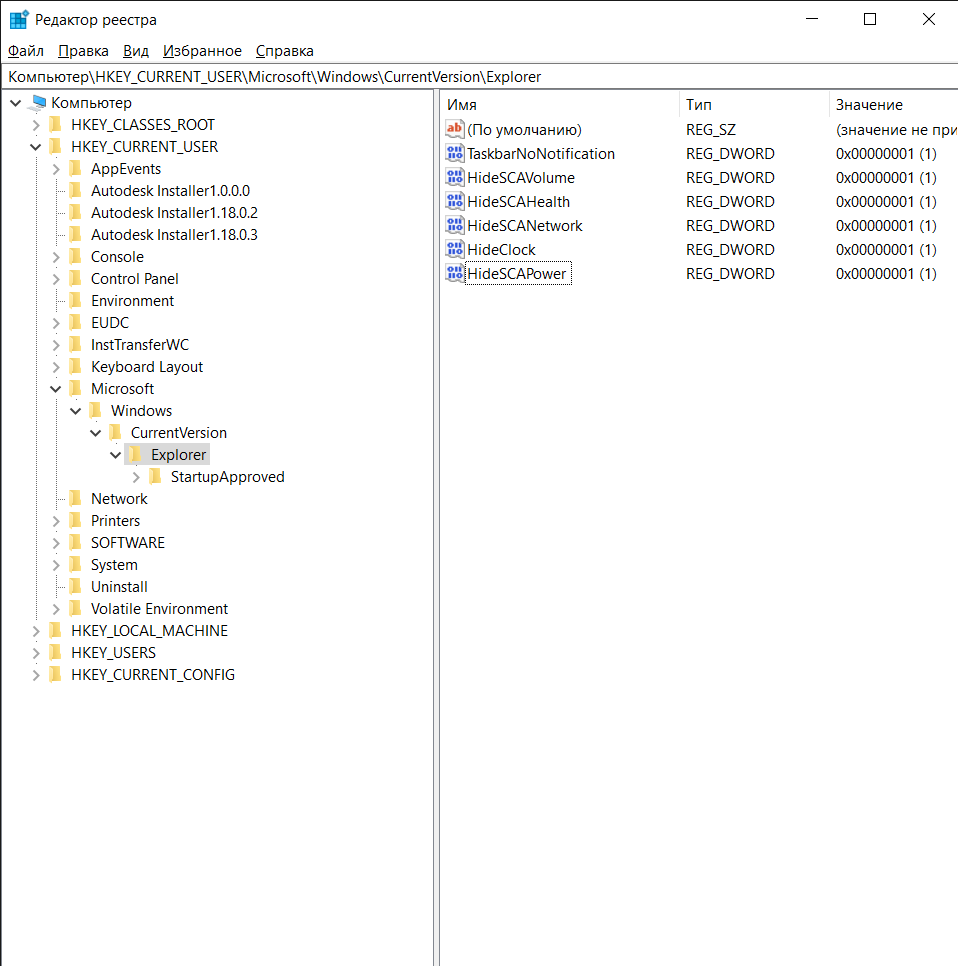 Редактор реестра
Файл Правка Вид Избранное Справка
Компьютер\HKEY_CURRENT_USER\Microsoft\Windows\CurrentVersion\Explorer
Компьютер
HKEY_CLASSES_ROOT
HKEY_CURRENT_USER
AppEvents
Autodesk Installer1.0.0.0
Autodesk Installer1.18.0.2
Autodesk Installer1.18.0.3
Console
Control Panel
Environment
EUDC
InstTransferWC
Keyboard Layout
Microsoft
Windows
CurrentVersion
Explorer
StartupApproved
Network
Printers
SOFTWARE
System
Uninstall
Volatile Environment
HKEY_LOCAL_MACHINE
HKEY_USERS
HKEY_CURRENT_CONFIG
Имя Тип Значение
(По умолчанию) REG_SZ (значение не при
TaskbarNoNotification REG_DWORD 0x00000001 (1)
HideSCAVolume REG_DWORD 0x00000001 (1)
HideSCAHealth REG_DWORD 0x00000001 (1)
HideSCANetwork REG_DWORD 0x00000001 (1)
HideClock REG_DWORD 0x00000001 (1)
HideSCAPower REG_DWORD 0x00000001 (1)